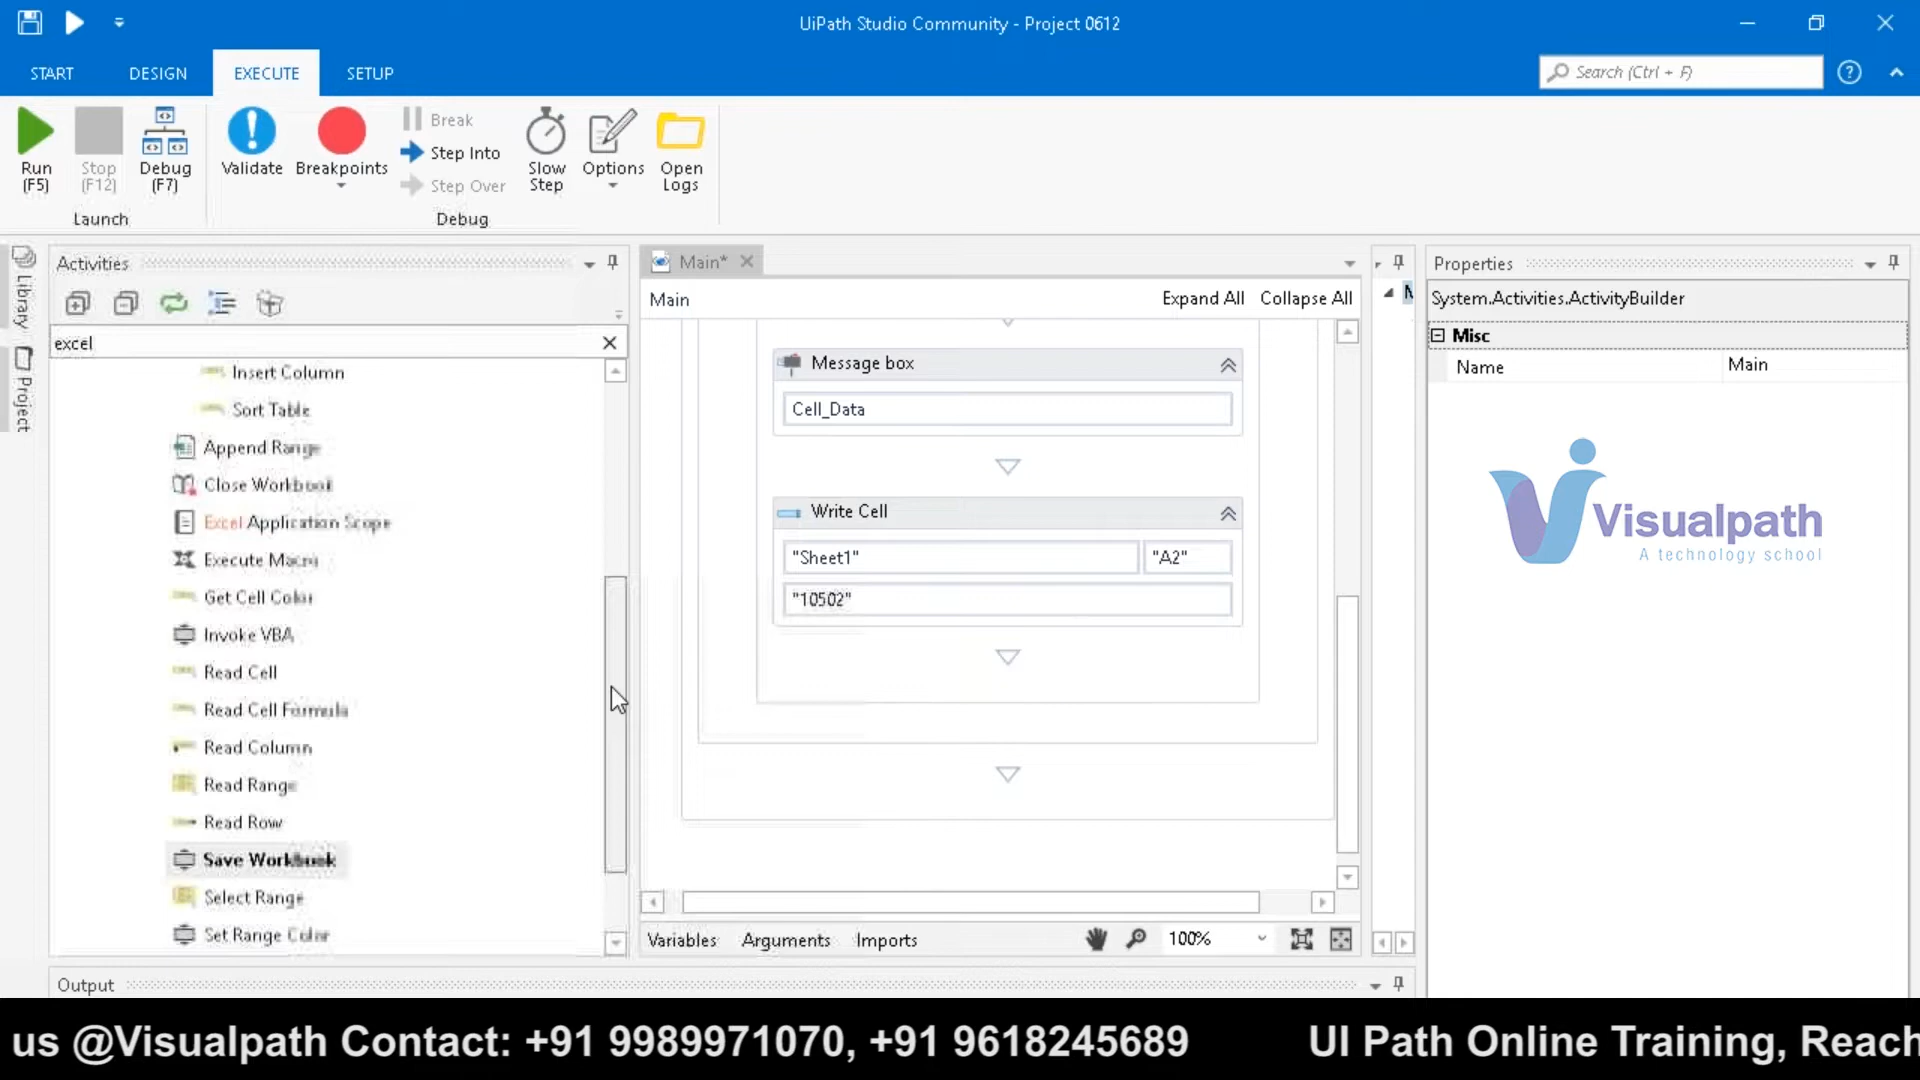 UiPath Studio Community - Project 0612
START DESIGN EXECUTE SETUP
Search (Ctrl + F)
Run (F5)
Stop (F12)
Debug (F7)
Launch
Validate
Breakpoints
Break
Step Into
Step Over
Slow Step
Options
Open Logs
Debug
Library
Project
Activities
excel
Insert Column
Sort Table
Append Range
Close Workbook
Excel Application Scope
Execute Macro
Get Cell Color
Invoke VBA
Read Cell
Read Cell Formula
Read Column
Read Range
Read Row
Save Workbook
Select Range
Set Range Color
Main*
Main
Expand All Collapse All
Message box
Cell_Data
Write Cell
"Sheet1" "A2"
"10502"
Variables Arguments Imports 100%
Properties
System.Activities.ActivityBuilder
Misc
Name Main
Visualpath
A technology school
Output
us @Visualpath Contact: +91 9989971070, +91 9618245689 UI Path Online Training, Reach